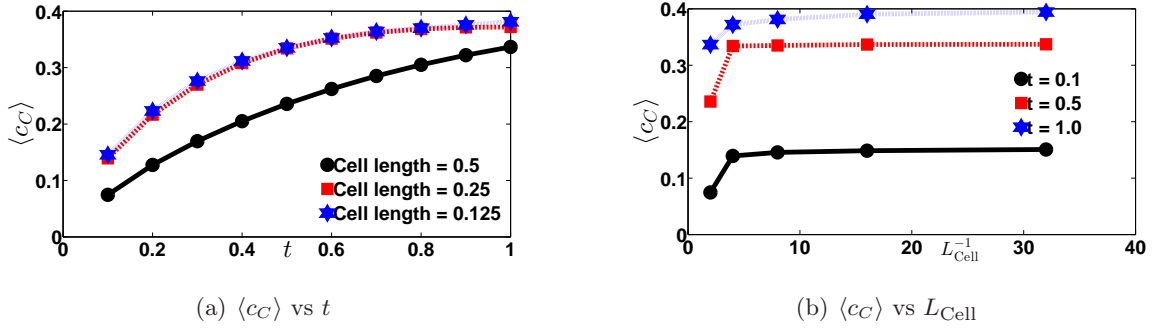 0.4
0.3
0.2
0.1
0
⟨c_C⟩
0
0.2
0.4
0.6
0.8
1
t
Cell length = 0.5
Cell length = 0.25
Cell length = 0.125
(a) ⟨c_C⟩ vs t
0.4
0.3
0.2
0.1
0
⟨c_C⟩
0
10
20
30
40
L_Cell^{-1}
t = 0.1
t = 0.5
t = 1.0
(b) ⟨c_C⟩ vs L_Cell